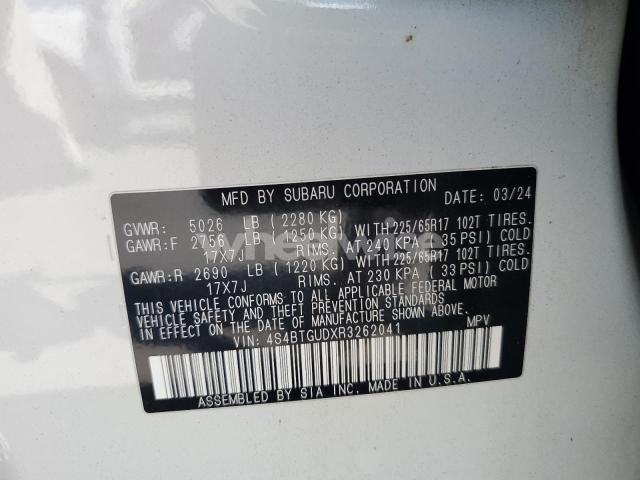 MFD BY SUBARU CORPORATION DATE: 03/24
GVWR: 5026 LB ( 2280 KG)
GAWR:F 2756 LB ( 1250 KG) WITH 225/65R17 102T TIRES.
17X7J RIMS. AT 240 KPA ( 35 PSI) COLD
GAWR:R 2690 LB ( 1220 KG) WITH 225/65R17 102T TIRES.
17X7J RIMS. AT 230 KPA ( 33 PSI) COLD
THIS VEHICLE CONFORMS TO ALL APPLICABLE FEDERAL MOTOR
VEHICLE SAFETY AND THEFT PREVENTION STANDARDS
IN EFFECT ON THE DATE OF MANUFACTURE SHOWN ABOVE.
VIN: 4S4BTGUDXR3262041 MPV
ASSEMBLED BY SIA INC. MADE IN U.S.A.